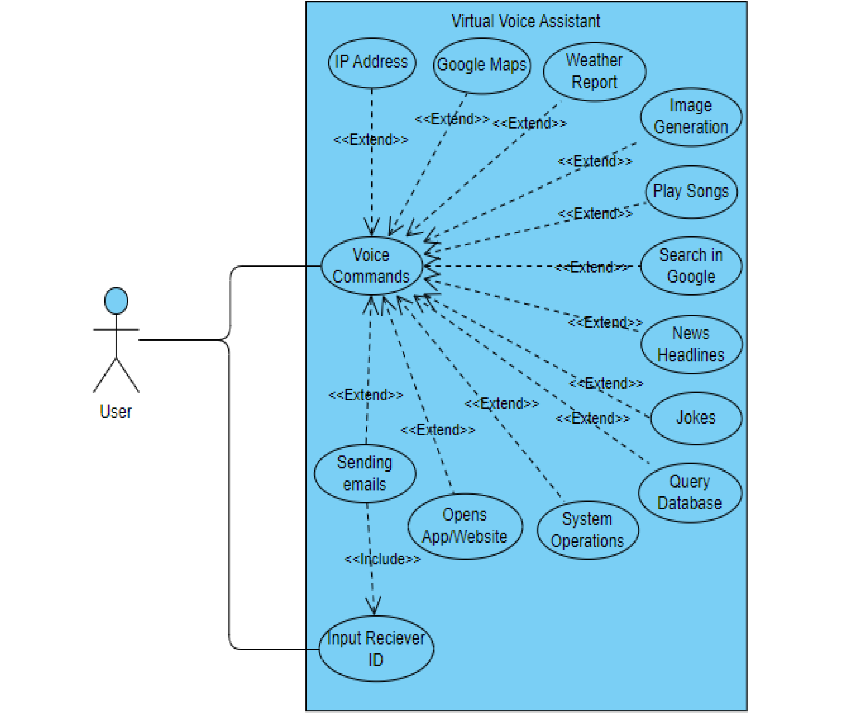 Virtual Voice Assistant
IP Address
Google Maps
Weather
Report
Image
Generation
<<Extend>>
<<Extend>>
<<Extend>>
<<Extend>>
Play Songs
<<Extend>>
Voice
Commands
Search in
Google
<<Extend>>
News
Headlines
<<Extend>>
User
<<Extend>>
<<Extend>>
<<Extend>>
Jokes
<<Extend>>
<<Extend>>
Sending
emails
Query
Database
Opens
App/Website
System
Operations
<<Include>>
Input Reciever
ID